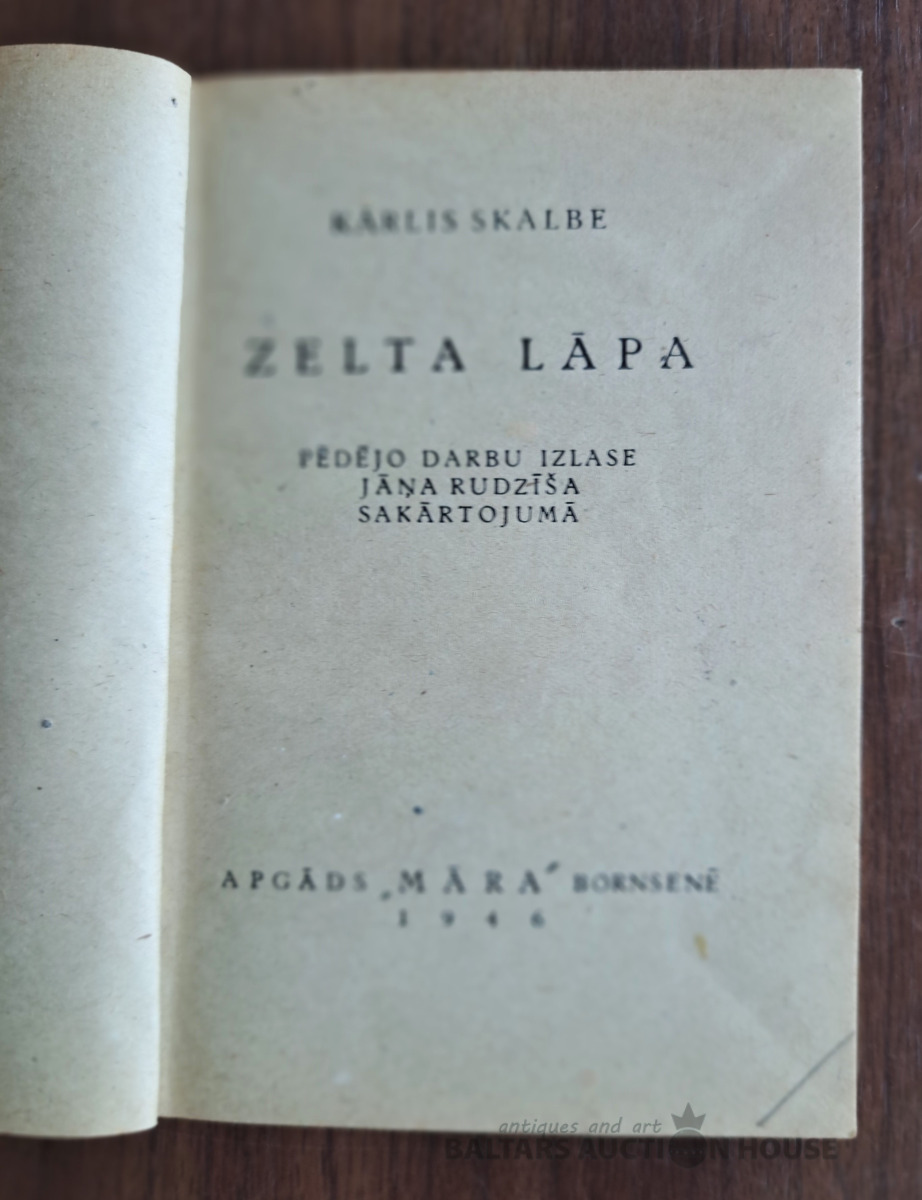 KĀRLIS SKALBE
ZELTA LĀPA
PĒDĒJO DARBU IZLASE
JĀŅA RUDZĪŠA
SAKĀRTOJUMĀ
APGĀDS „MĀRA” BORNSENĒ
1946
antiques and art
BALTARS AUCTION HOUSE